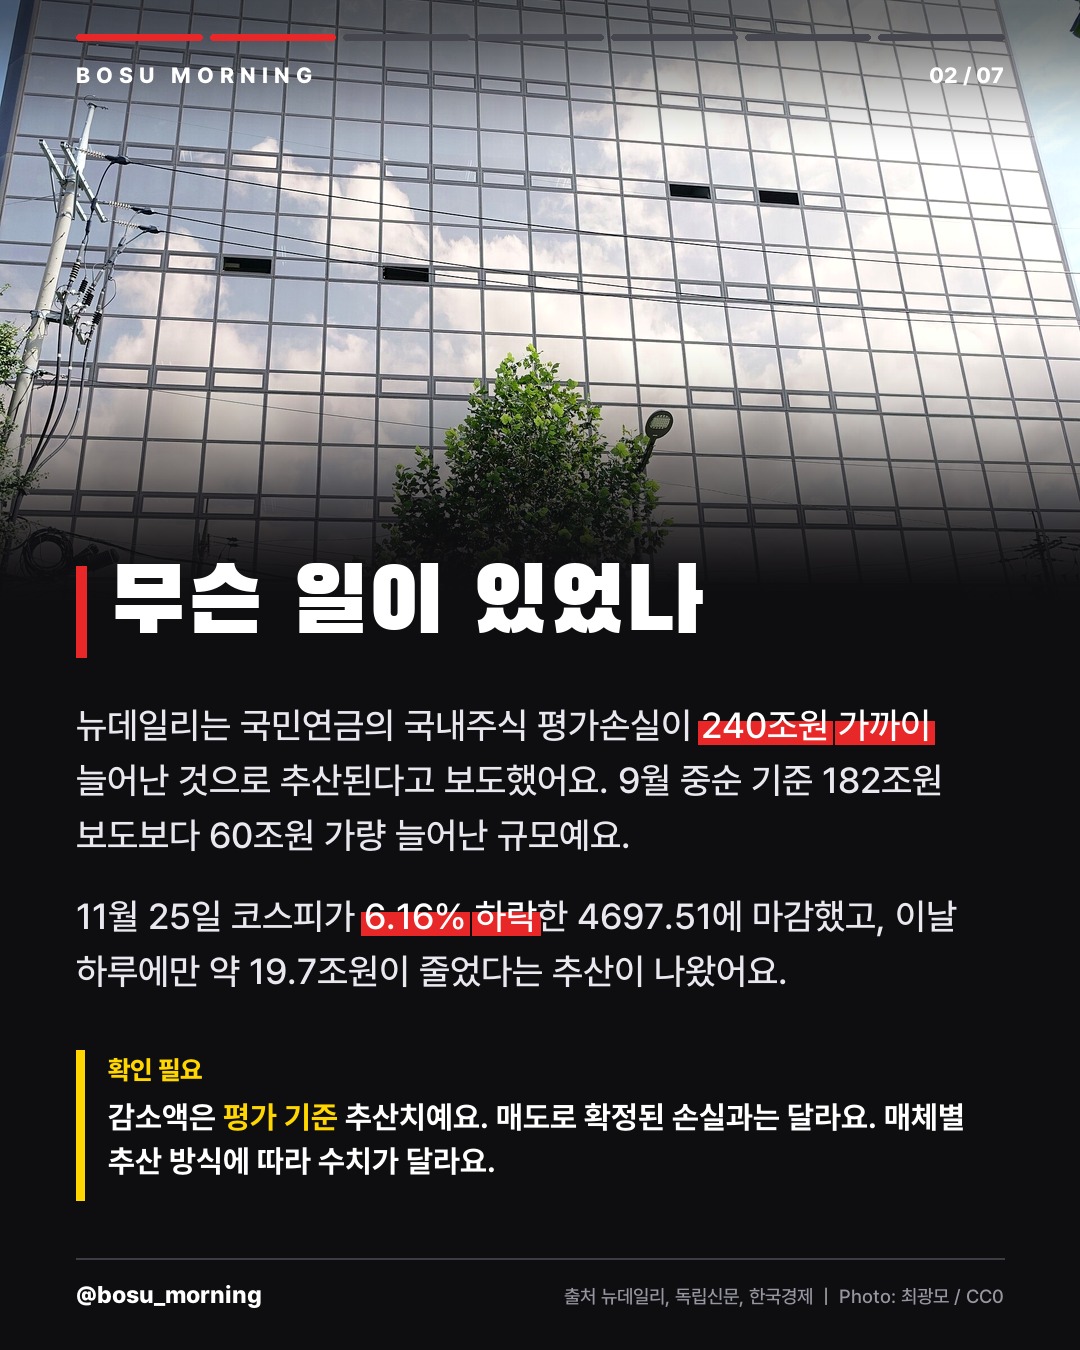 BOSU MORNING
02 / 07
무슨 일이 있었나
뉴데일리는 국민연금의 국내주식 평가손실이 240조원 가까이
늘어난 것으로 추산된다고 보도했어요. 9월 중순 기준 182조원
보도보다 60조원 가량 늘어난 규모예요.
11월 25일 코스피가 6.16% 하락한 4697.51에 마감했고, 이날
하루에만 약 19.7조원이 줄었다는 추산이 나왔어요.
확인 필요
감소액은 평가 기준 추산치예요. 매도로 확정된 손실과는 달라요. 매체별
추산 방식에 따라 수치가 달라요.
@bosu_morning
출처 뉴데일리, 독립신문, 한국경제 | Photo: 최광모 / CC0